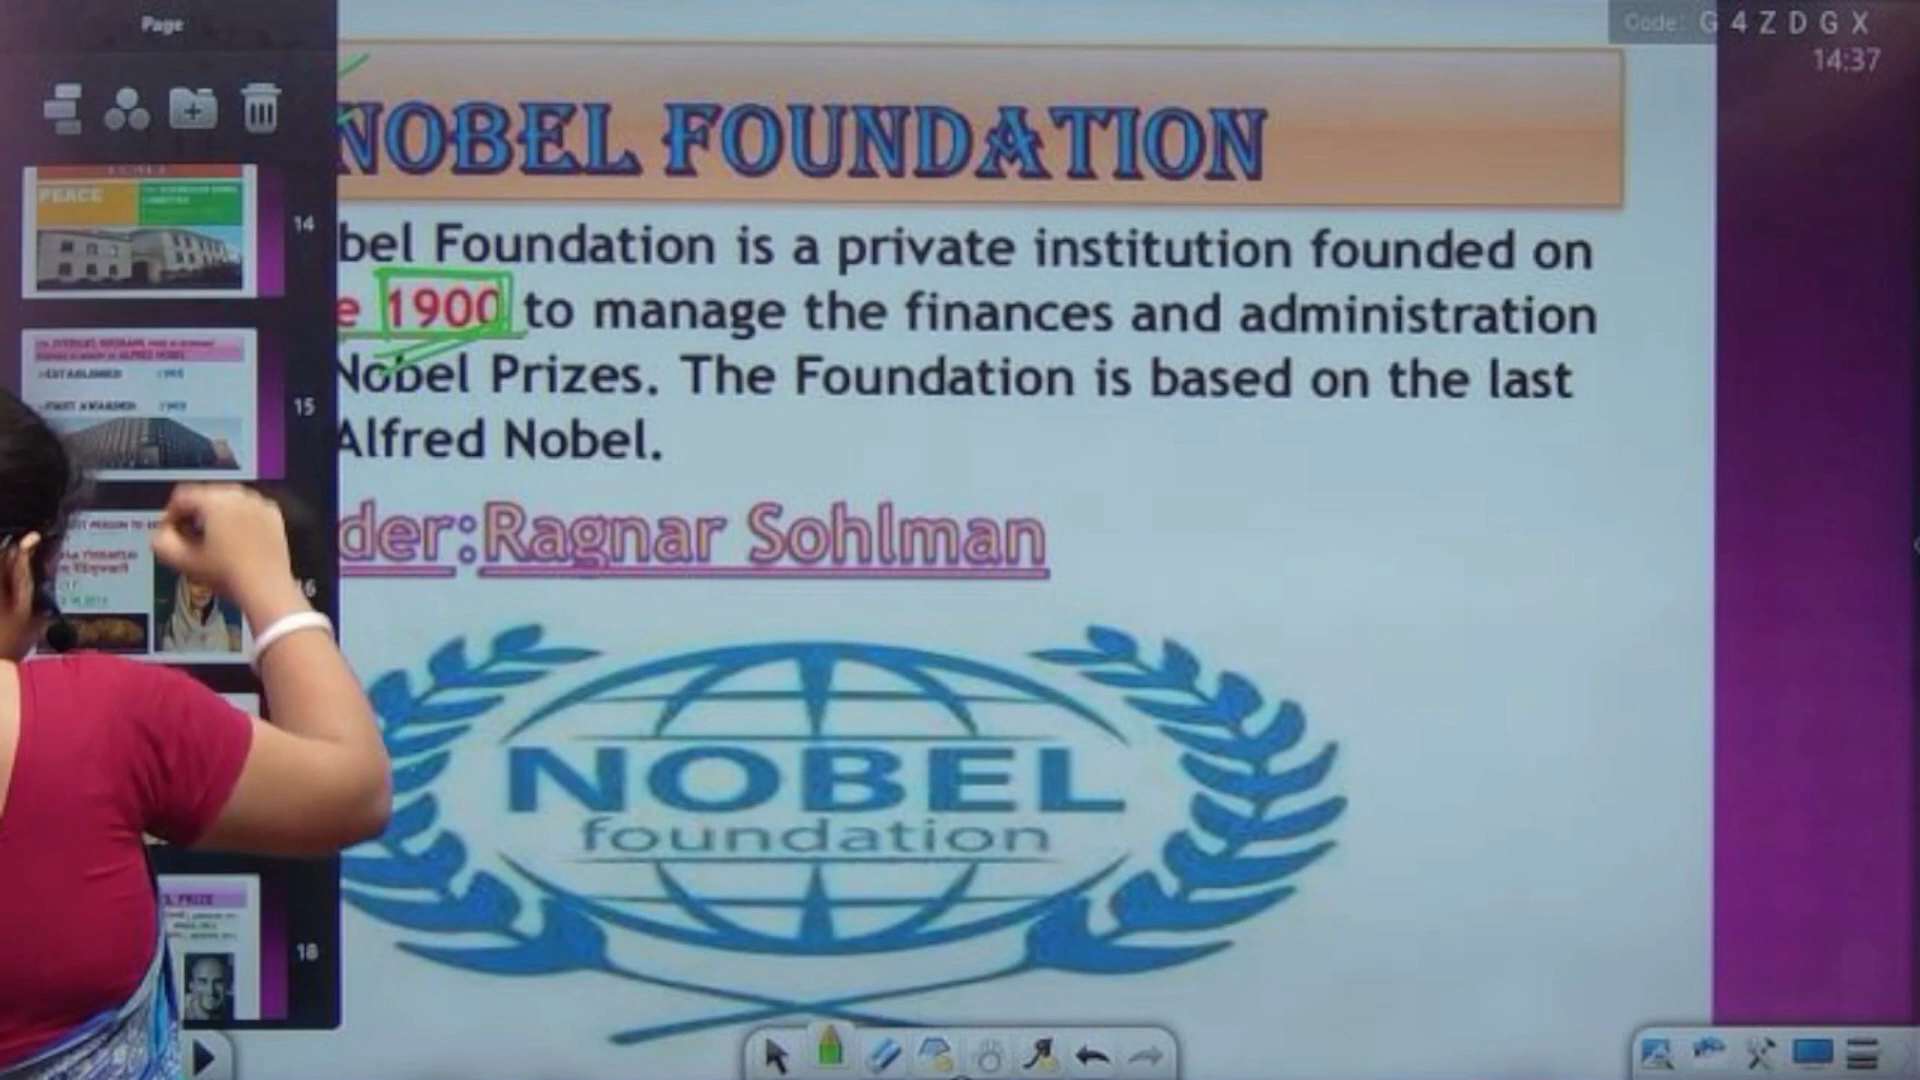 Page
Code: G 4 Z D G X
14:37
NOBEL FOUNDATION
bel Foundation is a private institution founded on
e 1900 to manage the finances and administration
Nobel Prizes. The Foundation is based on the last
Alfred Nobel.
der: Ragnar Sohlman
NOBEL
foundation
PEACE
14
ESTABLISHED
15
18
PRIZE